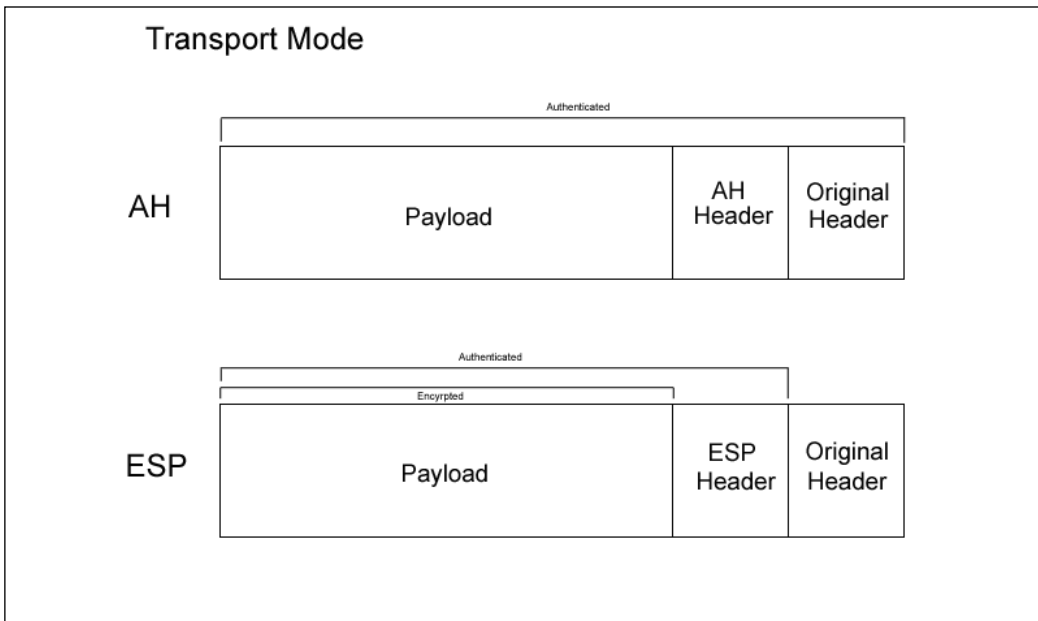 Transport Mode
Authenticated
AH
Payload
AH
Header
Original
Header
Authenticated
Encyrpted
ESP
Payload
ESP
Header
Original
Header